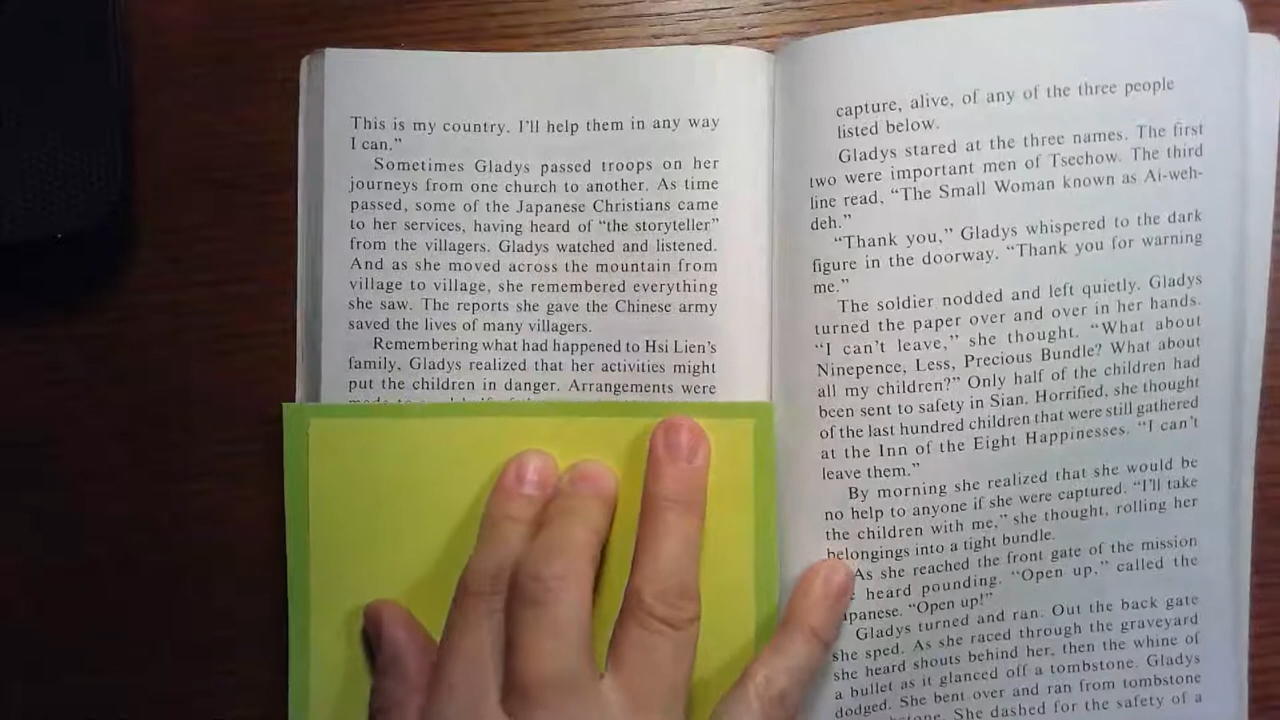 This is my country. I'll help them in any way
I can."
Sometimes Gladys passed troops on her
journeys from one church to another. As time
passed, some of the Japanese Christians came
to her services, having heard of "the storyteller"
from the villagers. Gladys watched and listened.
And as she moved across the mountain from
village to village, she remembered everything
she saw. The reports she gave the Chinese army
saved the lives of many villagers.
Remembering what had happened to Hsi Lien's
family, Gladys realized that her activities might
put the children in danger. Arrangements were
capture, alive, of any of the three people
listed below.
Gladys stared at the three names. The first
two were important men of Tsechow. The third
line read, "The Small Woman known as Ai-weh-
deh."
"Thank you," Gladys whispered to the dark
figure in the doorway. "Thank you for warning
me."
The soldier nodded and left quietly. Gladys
turned the paper over and over in her hands.
"I can't leave," she thought. "What about
Ninepence, Less, Precious Bundle? What about
all my children?" Only half of the children had
been sent to safety in Sian. Horrified, she thought
of the last hundred children that were still gathered
at the Inn of the Eight Happinesses. "I can't
leave them."
By morning she realized that she would be
no help to anyone if she were captured. "I'll take
the children with me," she thought, rolling her
belongings into a tight bundle.
As she reached the front gate of the mission
heard pounding. "Open up," called the
apanese. "Open up!"
Gladys turned and ran. Out the back gate
she sped. As she raced through the graveyard
she heard shouts behind her, then the whine of
a bullet as it glanced off a tombstone. Gladys
dodged. She bent over and ran from tombstone
She dashed for the safety of a